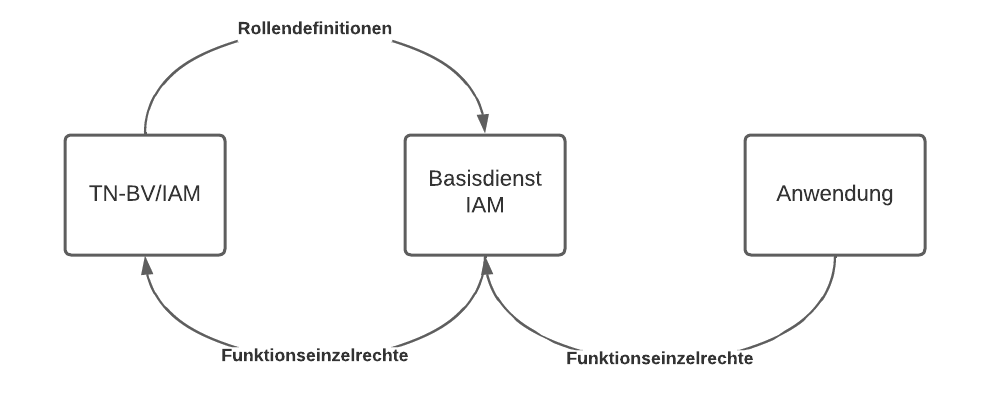 Rollendefinitionen
TN-BV/IAM
Basisdienst
IAM
Anwendung
Funktionseinzelrechte
Funktionseinzelrechte